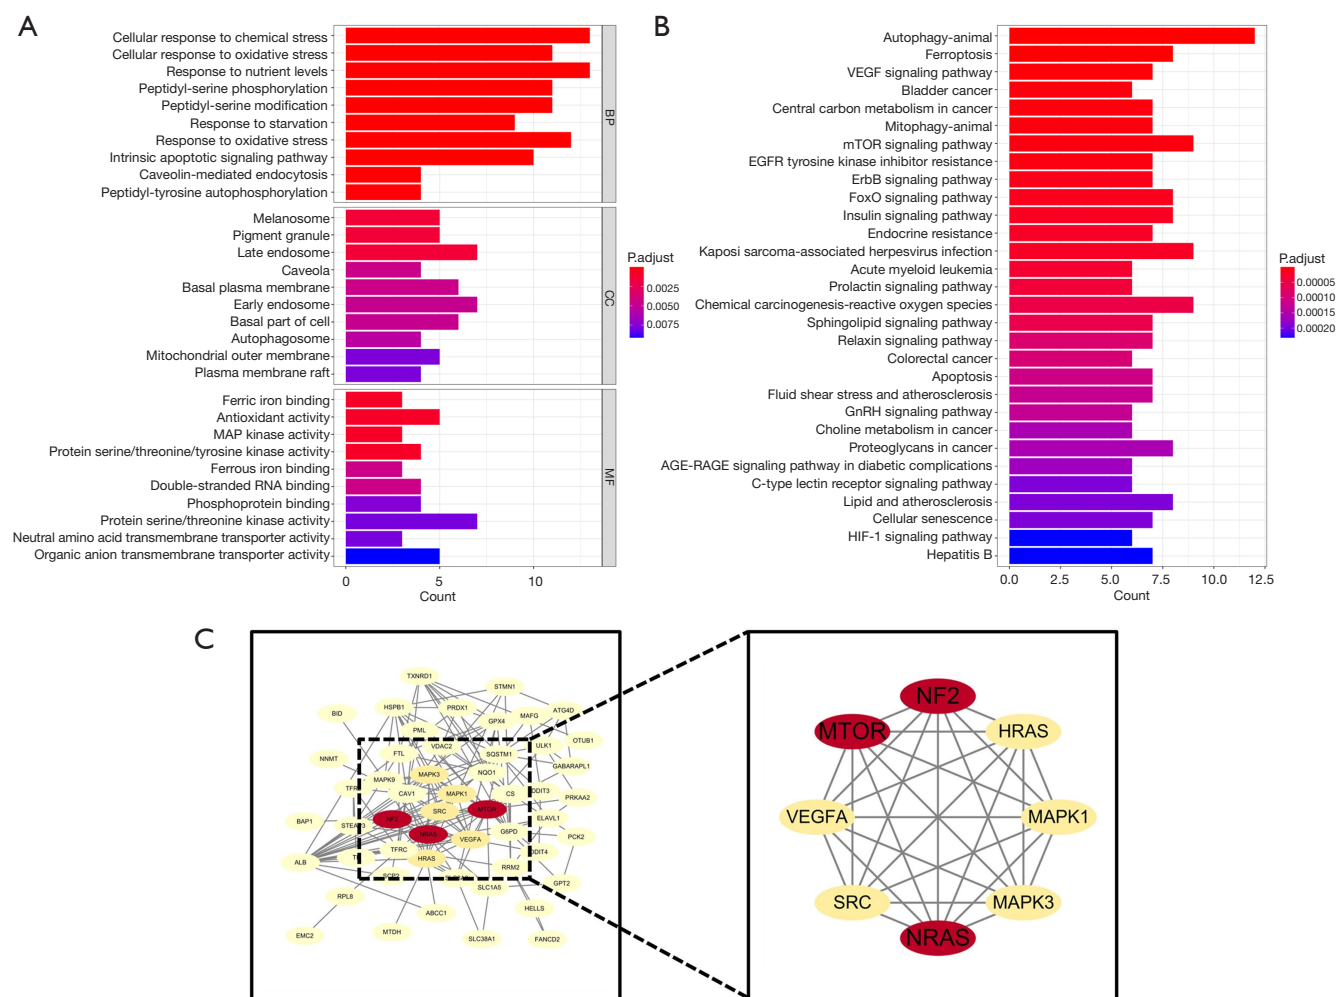 A
Cellular response to chemical stress
Cellular response to oxidative stress
Response to nutrient levels
Peptidyl-serine phosphorylation
Peptidyl-serine modification
Response to starvation
Response to oxidative stress
Intrinsic apoptotic signaling pathway
Caveolin-mediated endocytosis
Peptidyl-tyrosine autophosphorylation
BP
Melanosome
Pigment granule
Late endosome
Caveola
Basal plasma membrane
Early endosome
Basal part of cell
Autophagosome
Mitochondrial outer membrane
Plasma membrane raft
CC
Ferric iron binding
Antioxidant activity
MAP kinase activity
Protein serine/threonine/tyrosine kinase activity
Ferrous iron binding
Double-stranded RNA binding
Phosphoprotein binding
Protein serine/threonine kinase activity
Neutral amino acid transmembrane transporter activity
Organic anion transmembrane transporter activity
MF
0 5 10
Count
P.adjust
0.0025
0.0050
0.0075
B
Autophagy-animal
Ferroptosis
VEGF signaling pathway
Bladder cancer
Central carbon metabolism in cancer
Mitophagy-animal
mTOR signaling pathway
EGFR tyrosine kinase inhibitor resistance
ErbB signaling pathway
FoxO signaling pathway
Insulin signaling pathway
Endocrine resistance
Kaposi sarcoma-associated herpesvirus infection
Acute myeloid leukemia
Prolactin signaling pathway
Chemical carcinogenesis-reactive oxygen species
Sphingolipid signaling pathway
Relaxin signaling pathway
Colorectal cancer
Apoptosis
Fluid shear stress and atherosclerosis
GnRH signaling pathway
Choline metabolism in cancer
Proteoglycans in cancer
AGE-RAGE signaling pathway in diabetic complications
C-type lectin receptor signaling pathway
Lipid and atherosclerosis
Cellular senescence
HIF-1 signaling pathway
Hepatitis B
0.0 2.5 5.0 7.5 10.0 12.5
Count
P.adjust
0.00005
0.00010
0.00015
0.00020
C
TXNRD1
STMN1
BID
HSPB1
PRDX1
GPX4
MAFG
ATG4D
PML
VDAC2
SQSTM1
ULK1
OTUB1
NNMT
FTL
GABARAPL1
MAPK9
MAPK3
NQO1
CAV1
MAPK1
CS
DDIT3
PRKAA2
BAP1
STEAP3
NF2
SRC
MTOR
ELAVL1
NRAS
VEGFA
G6PD
PCK2
ALB
TFRC
HRAS
DDIT4
RRM2
SLC1A5
GPT2
RPL8
ABCC1
HELLS
EMC2
MTDH
SLC38A1
FANCD2
NF2
MTOR
HRAS
VEGFA
MAPK1
SRC
MAPK3
NRAS